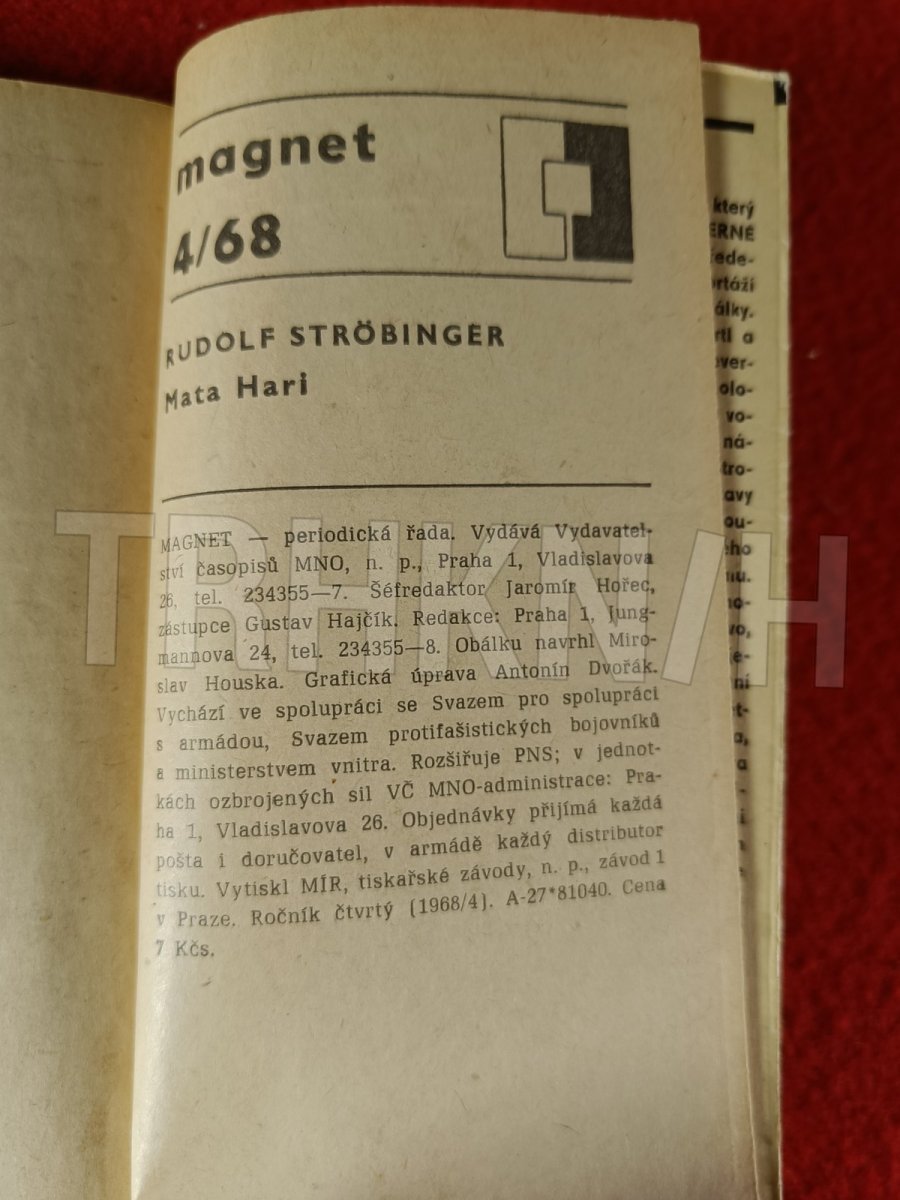 magnet
4/68
RUDOLF STRÖBINGER
Mata Hari
MAGNET — periodická řada. Vydává Vydavatel-
ství časopisů MNO, n. p., Praha 1, Vladislavova
26, tel. 234355—7. Šéfredaktor Jaromír Hořec,
zástupce Gustav Hajčík. Redakce: Praha 1, Jung-
mannova 24, tel. 234355—8. Obálku navrhl Miro-
slav Houska. Grafická úprava Antonín Dvořák.
Vychází ve spolupráci se Svazem pro spolupráci
s armádou, Svazem protifašistických bojovníků
a ministerstvem vnitra. Rozšiřuje PNS; v jednot-
kách ozbrojených sil VČ MNO-administrace: Pra-
ha 1, Vladislavova 26. Objednávky přijímá každá
pošta i doručovatel, v armádě každý distributor
tisku. Vytiskl MÍR, tiskařské závody, n. p., závod 1
v Praze. Ročník čtvrtý (1968/4). A-27*81040. Cena
7 Kčs.
který